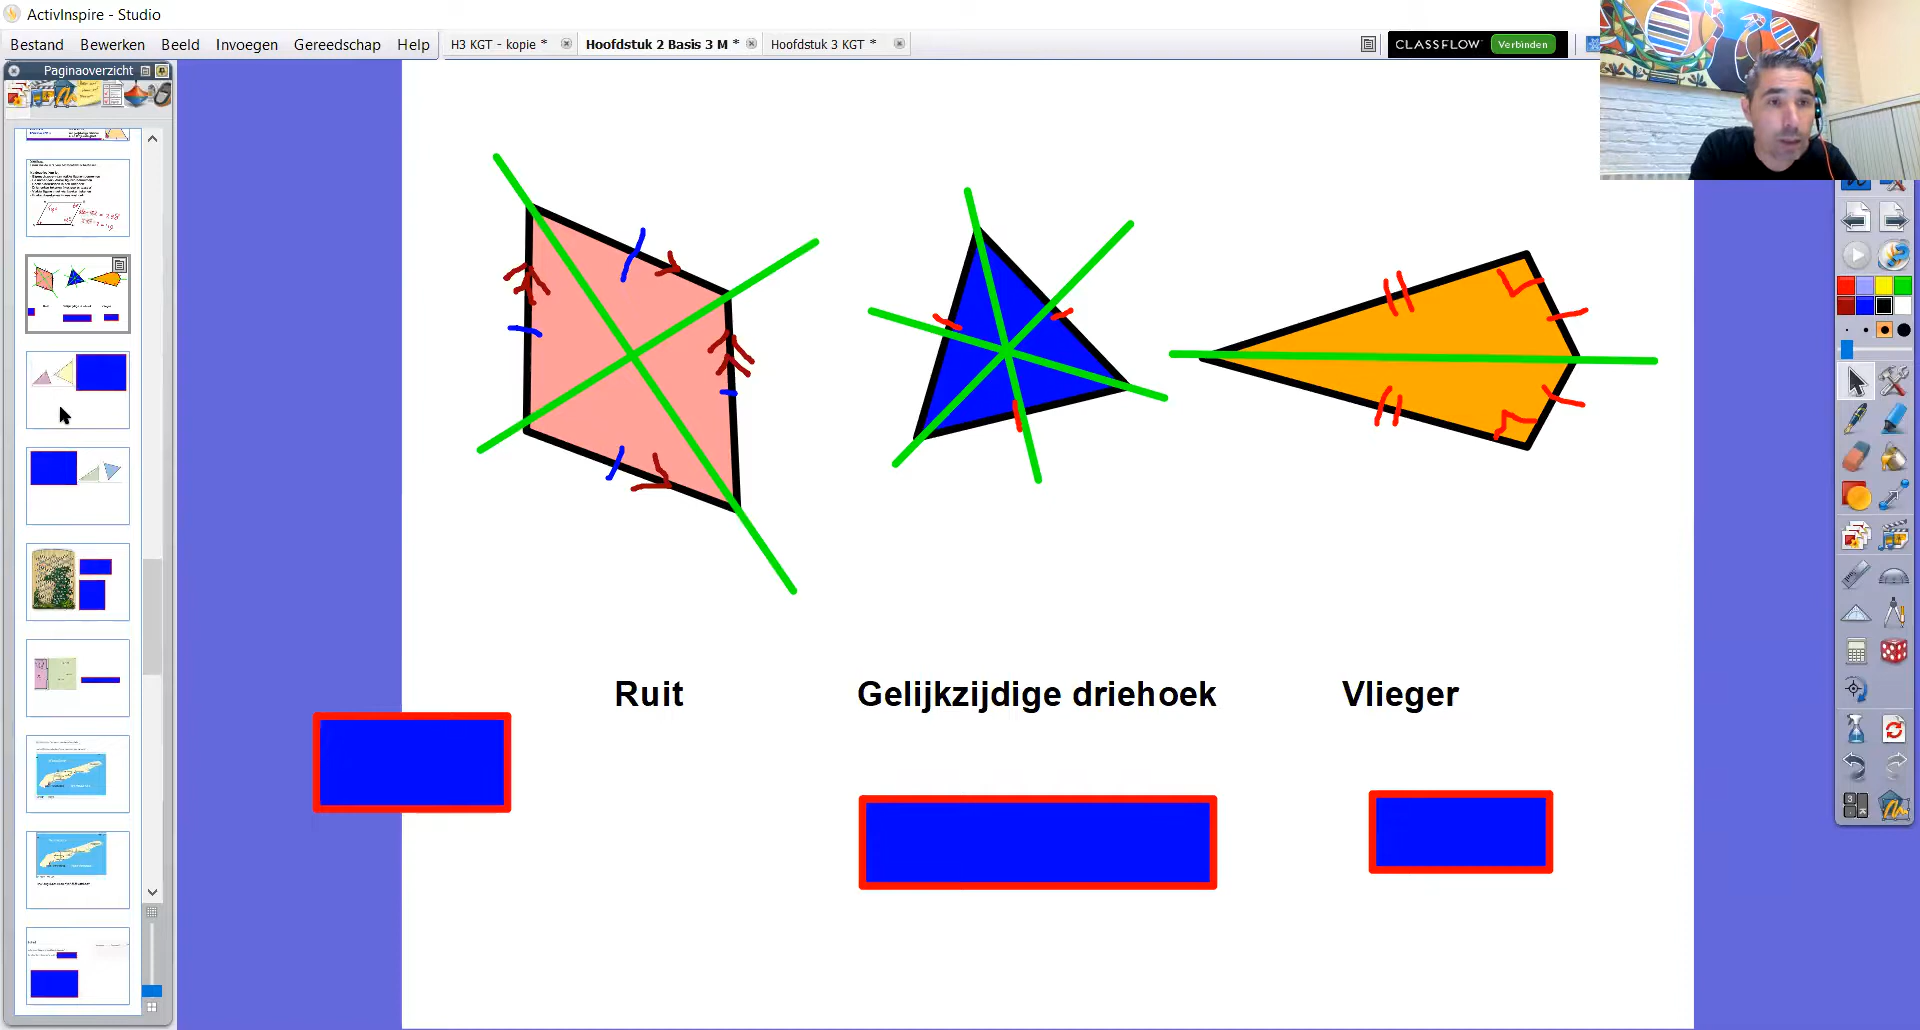 ActivInspire - Studio
Bestand Bewerken Beeld Invoegen Gereedschap Help
H3 KGT - kopie * Hoofdstuk 2 Basis 3 M * Hoofdstuk 3 KGT *
CLASSFLOW Verbinden
Paginaoverzicht
Ruit Gelijkzijdige driehoek Vlieger